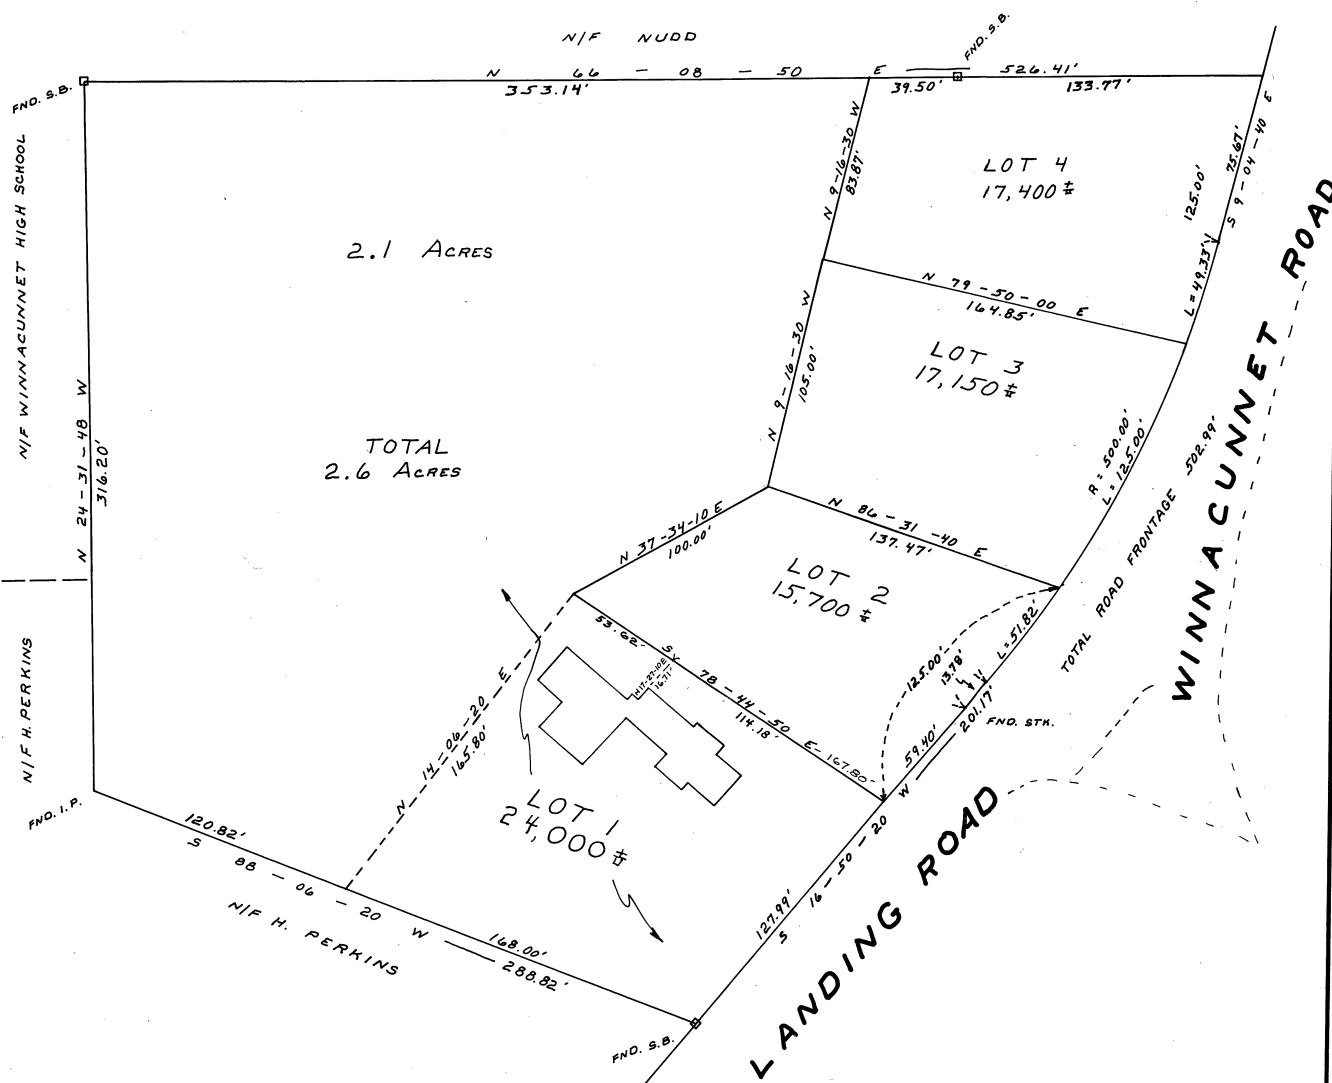 N/F NUDD
FND. S.B.
N 66 - 08 - 50 E 526.41'
353.14'
39.50'
133.77'
FND. S.B.
N/F WINNACUNNET HIGH SCHOOL
N 24-31-48 W
316.20'
N/F H. PERKINS
FND. I.P.
2.1 ACRES
TOTAL
2.6 ACRES
N 9-16-30 W
83.87'
LOT 4
17,400 ±
125.00'
75.67'
S 9-04-40 E
L = 49.33'
N 79-50-00 E
164.85'
N 9-16-30 W
105.00'
LOT 3
17,150 ±
R = 500.00'
L = 125.00'
TOTAL ROAD FRONTAGE 502.99'
WINNACUNNET ROAD
N 86-31-40 E
137.47'
N 37-34-10 E
100.00'
LOT 2
15,700 ±
125.00'
L = 51.82'
13.78'
59.40'
201.17'
FND. STK.
53.62'
S 78-44-50 E - 167.80'
114.18'
N 17-27-10 E
16.71'
N 14-06-20 E
165.80'
LOT 1
24,000 ±
120.82'
S 88-06-20 W
168.00'
288.82'
N/F H. PERKINS
127.99'
S 16-50-20 W
FND. S.B.
LANDING ROAD